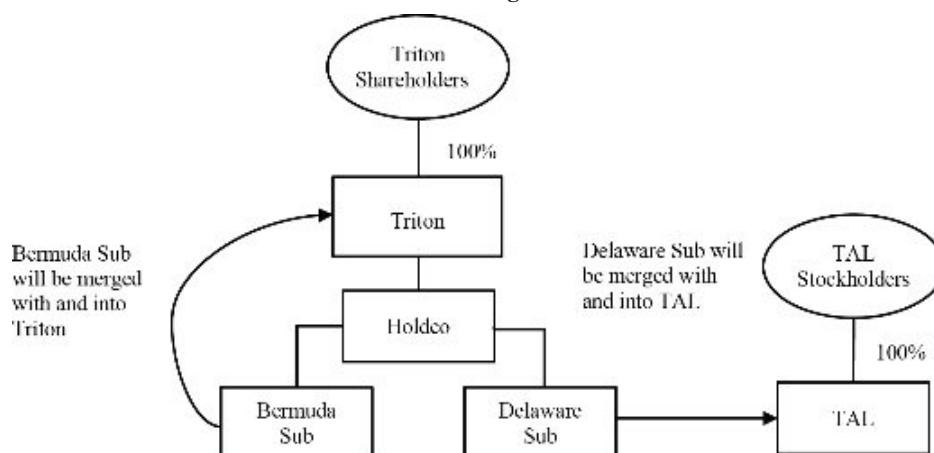 Triton
Shareholders
100%
Triton
Bermuda Sub
will be merged
with and into
Triton
Delaware Sub will
be merged with
and into TAL
TAL
Stockholders
Holdco
100%
Bermuda
Sub
Delaware
Sub
TAL